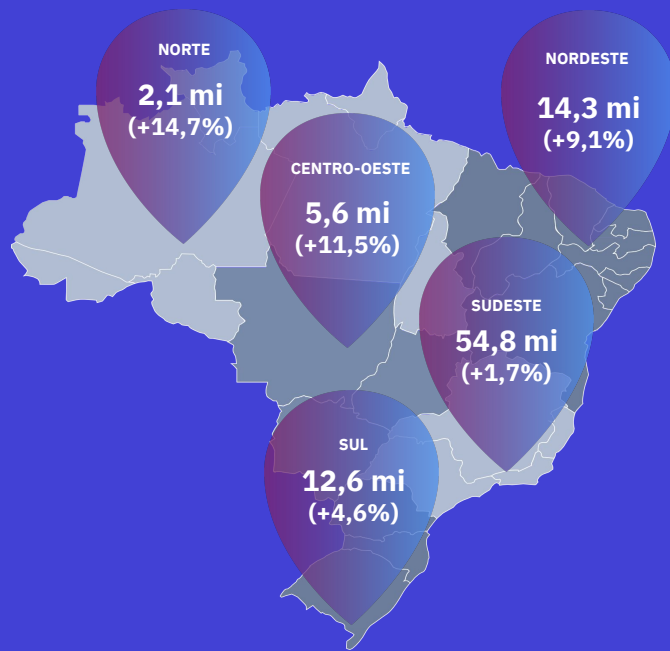 NORTE
2,1 mi
(+14,7%)
NORDESTE
14,3 mi
(+9,1%)
CENTRO-OESTE
5,6 mi
(+11,5%)
SUDESTE
54,8 mi
(+1,7%)
SUL
12,6 mi
(+4,6%)